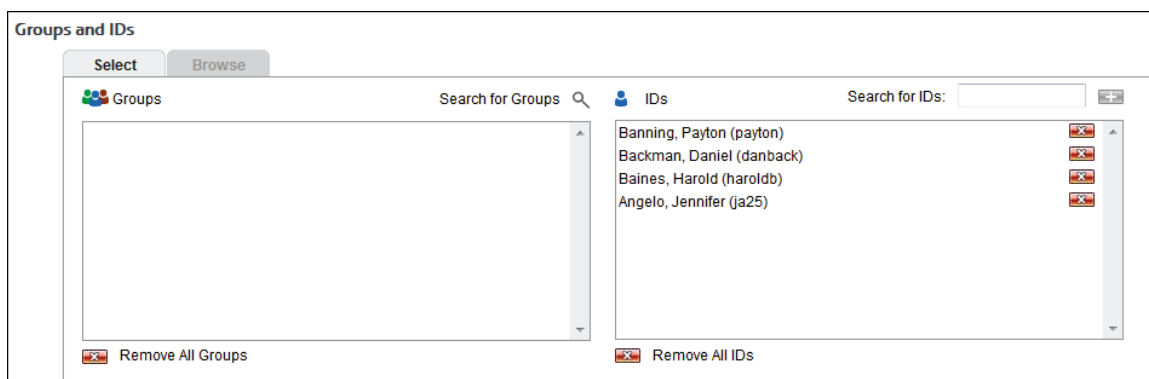 Groups and IDs
Select Browse
Groups Search for Groups IDs Search for IDs:
Banning, Payton (payton)
Backman, Daniel (danback)
Baines, Harold (haroldb)
Angelo, Jennifer (ja25)
Remove All Groups Remove All IDs